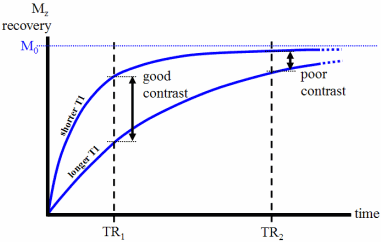 Mz
recovery
M0
good
contrast
poor
contrast
shorter T1
longer T1
time
TR1
TR2